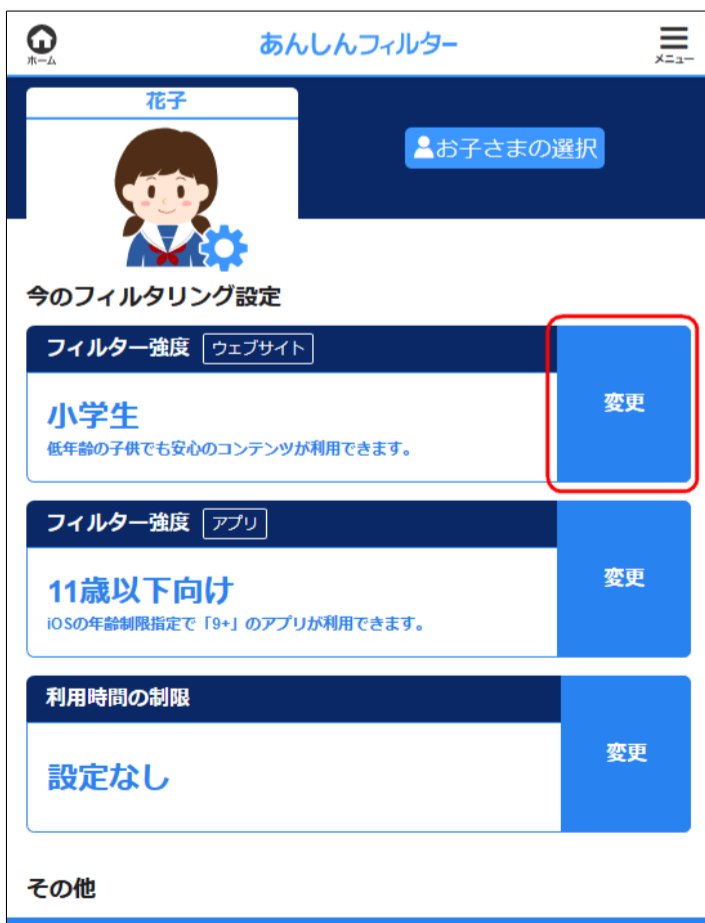 あんしんフィルター
ホーム
メニュー
花子
お子さまの選択
今のフィルタリング設定
フィルター強度 ウェブサイト
小学生
低年齢の子供でも安心のコンテンツが利用できます。
変更
フィルター強度 アプリ
11歳以下向け
iOSの年齢制限指定で「9+」のアプリが利用できます。
変更
利用時間の制限
設定なし
変更
その他